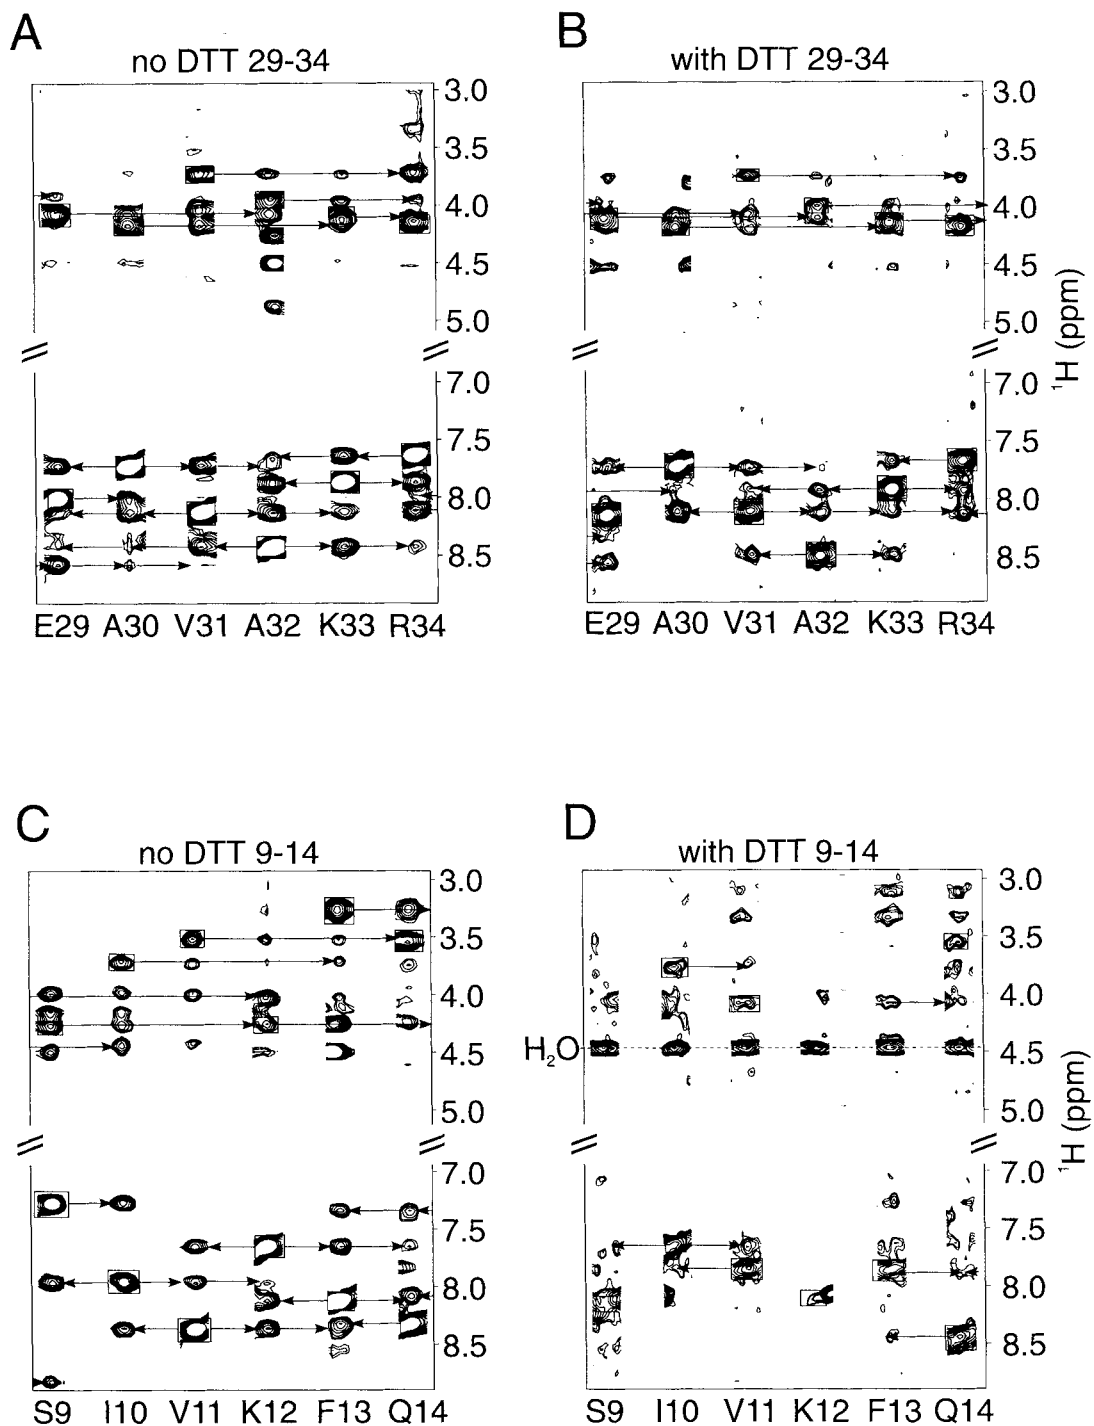 A
no DTT 29-34
3.0
3.5
4.0
4.5
5.0
7.0
7.5
8.0
8.5
E29 A30 V31 A32 K33 R34
B
with DTT 29-34
3.0
3.5
4.0
4.5
5.0
7.0
7.5
8.0
8.5
¹H (ppm)
E29 A30 V31 A32 K33 R34
C
no DTT 9-14
3.0
3.5
4.0
4.5
5.0
7.0
7.5
8.0
8.5
S9 I10 V11 K12 F13 Q14
D
with DTT 9-14
H₂O
3.0
3.5
4.0
4.5
5.0
7.0
7.5
8.0
8.5
¹H (ppm)
S9 I10 V11 K12 F13 Q14